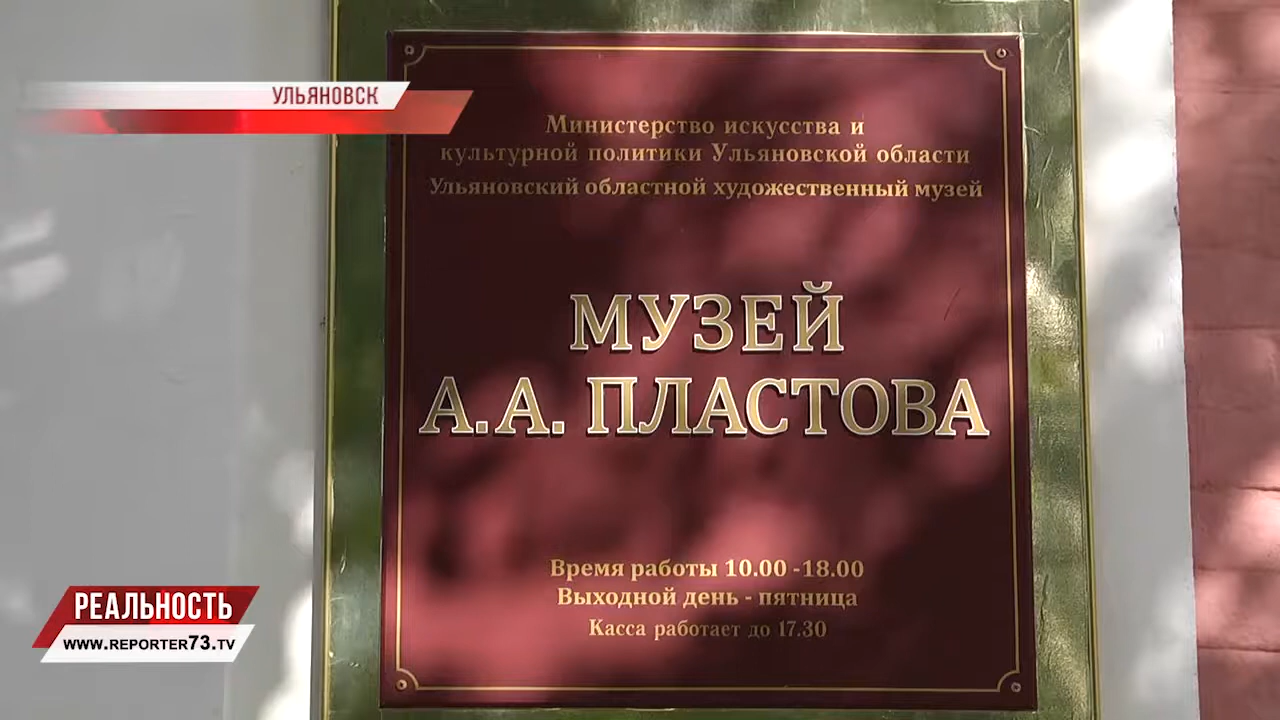 УЛЬЯНОВСК
Министерство искусства и
культурной политики Ульяновской области
Ульяновский областной художественный музей
МУЗЕЙ
А.А. ПЛАСТОВА
Время работы 10.00 -18.00
Выходной день - пятница
Касса работает до 17.30
РЕАЛЬНОСТЬ
WWW.REPORTER73.TV